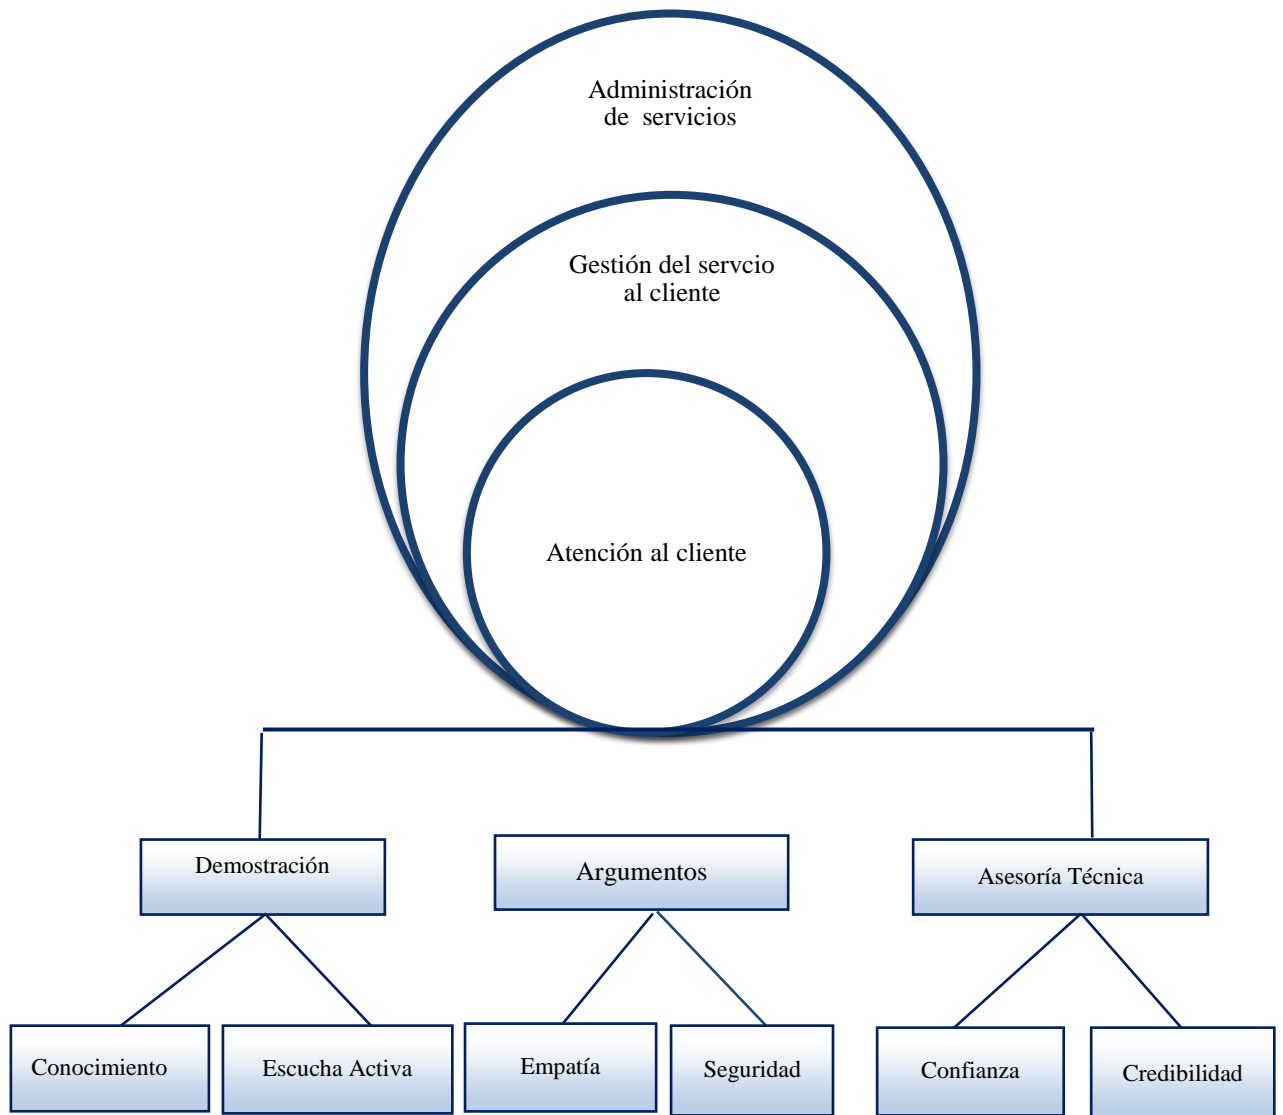 Administración
de servicios
Gestión del servcio
al cliente
Atención al cliente
Demostración
Argumentos
Asesoría Técnica
Conocimiento
Escucha Activa
Empatía
Seguridad
Confianza
Credibilidad